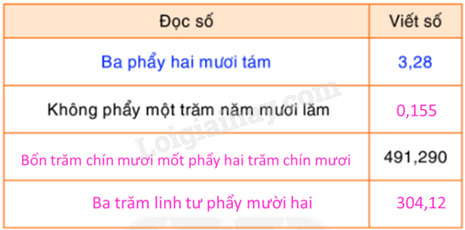 Đọc số Viết số
Ba phẩy hai mươi tám 3,28
Không phẩy một trăm năm mươi lăm 0,155
Bốn trăm chín mươi mốt phẩy hai trăm chín mươi 491,290
Ba trăm linh tư phẩy mười hai 304,12
Loigiaihay.com